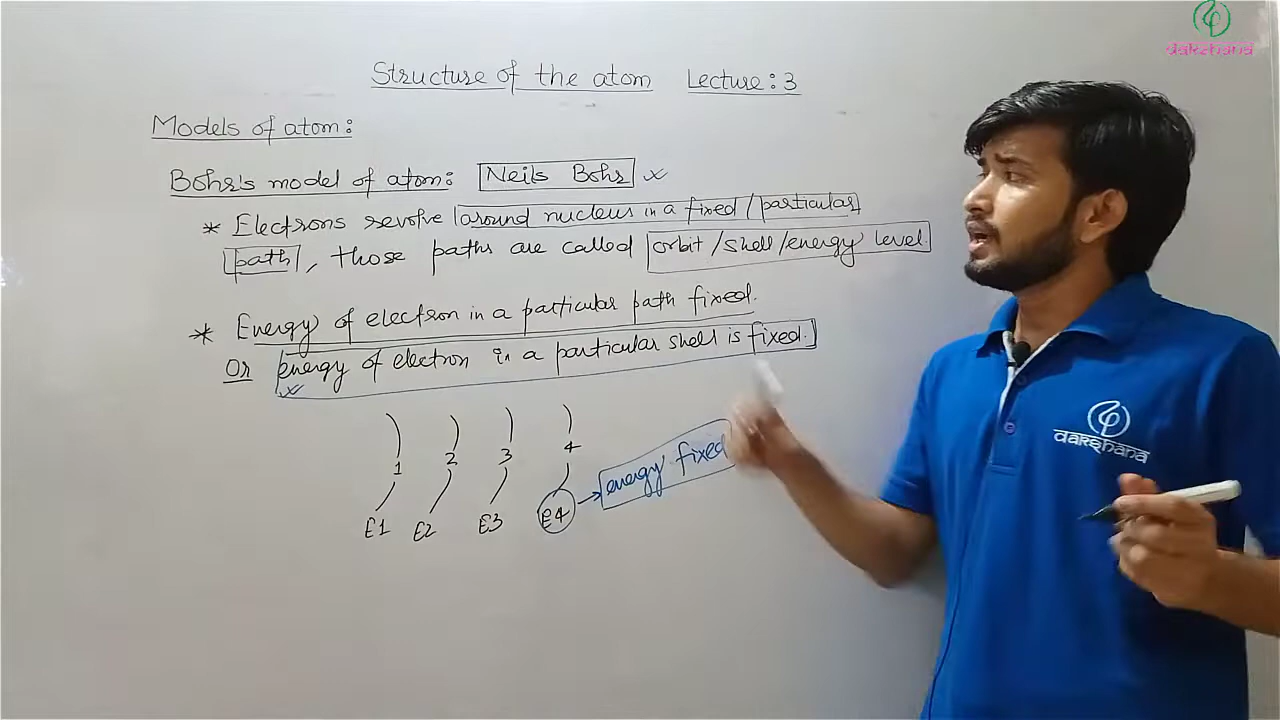 dakshana
Structure of the atom Lecture: 3
Models of atom:
Bohr's model of atom: Neils Bohr
* Electrons revolve around nucleus in a fixed/particular
path, those paths are called orbit/shell/energy level.
* Energy of electron in a particular path fixed.
Or energy of electron in a particular shell is fixed.
1 2 3 4
E1 E2 E3 E4 energy fixed
dakshana